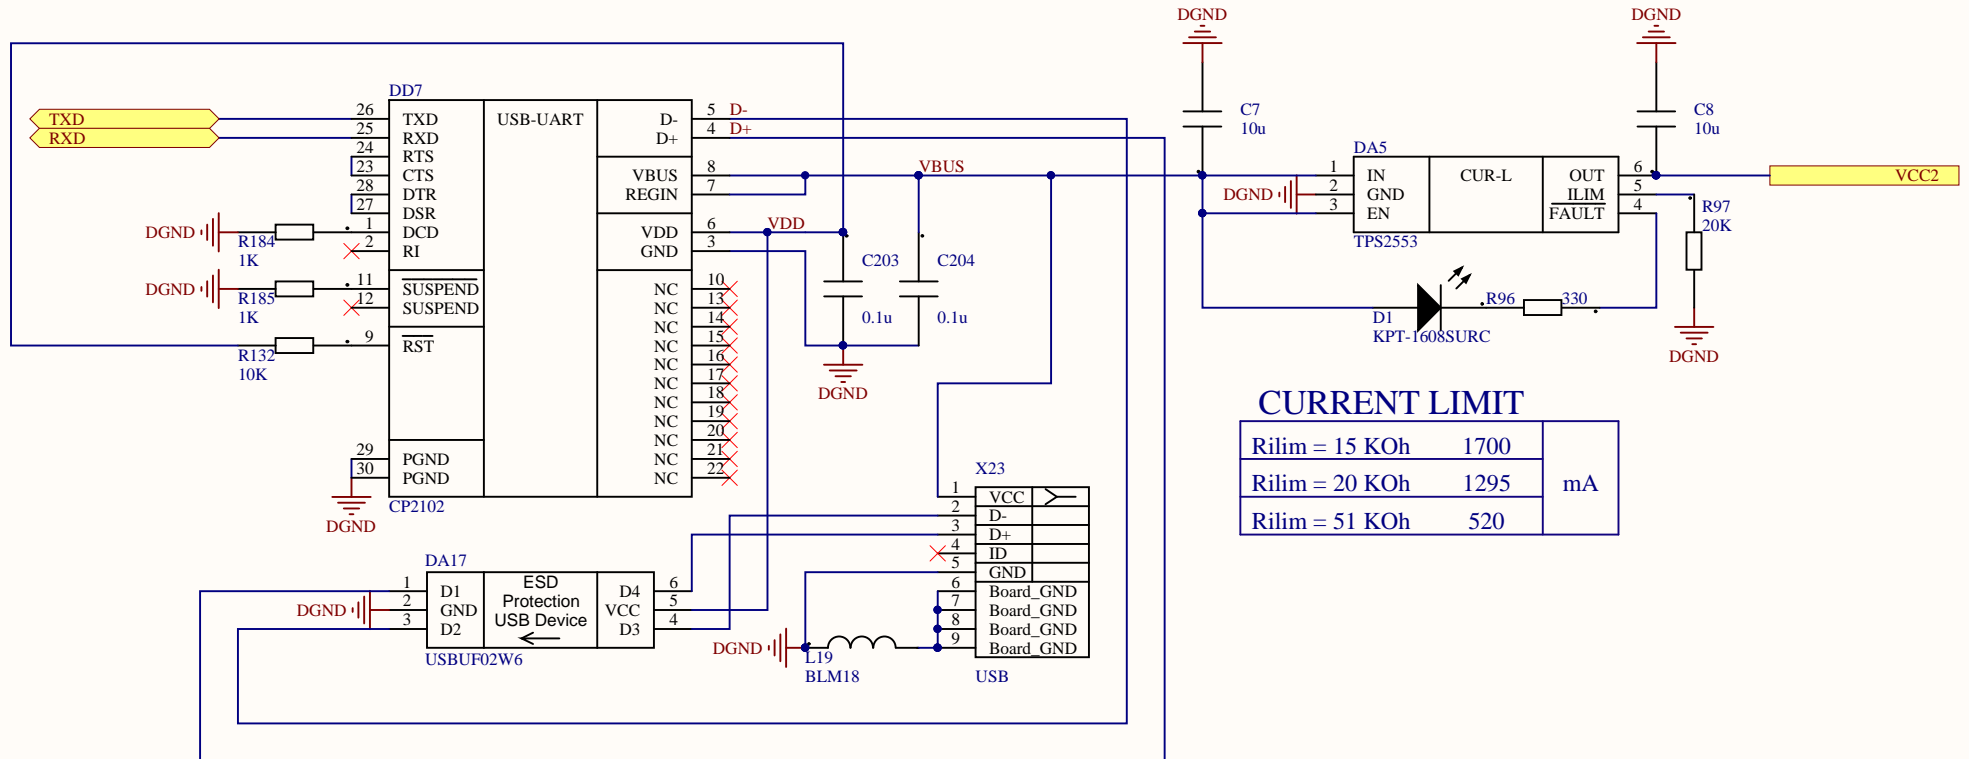 DGND
DGND
DD7
C7
10u
C8
10u
TXD
RXD
26 TXD
25 RXD
24 RTS
23 CTS
28 DTR
27 DSR
1 DCD
2 RI
11 SUSPEND
12 SUSPEND
9 RST
29 PGND
30 PGND
USB-UART
D- 5 D-
D+ 4 D+
VBUS 8 VBUS
REGIN 7
VDD 6 VDD
GND 3
NC 10
NC 13
NC 14
NC 15
NC 16
NC 17
NC 18
NC 19
NC 20
NC 21
NC 22
CP2102
DGND
R184
1K
DGND
R185
1K
R132
10K
DGND
C203
0.1u
C204
0.1u
DGND
DA5
1 IN
DGND 2 GND
3 EN
CUR-L
OUT 6
ILIM 5
FAULT 4
TPS2553
VCC2
R97
20K
DGND
D1
KPT-1608SURC
R96 330
CURRENT LIMIT
Rilim = 15 KOh 1700
Rilim = 20 KOh 1295 mA
Rilim = 51 KOh 520
X23
1 VCC
2 D-
3 D+
4 ID
5 GND
6 Board_GND
7 Board_GND
8 Board_GND
9 Board_GND
USB
DGND
L19
BLM18
DA17
1 D1
DGND 2 GND
3 D2
ESD
Protection
USB Device
D4 6
VCC 5
D3 4
USBUF02W6